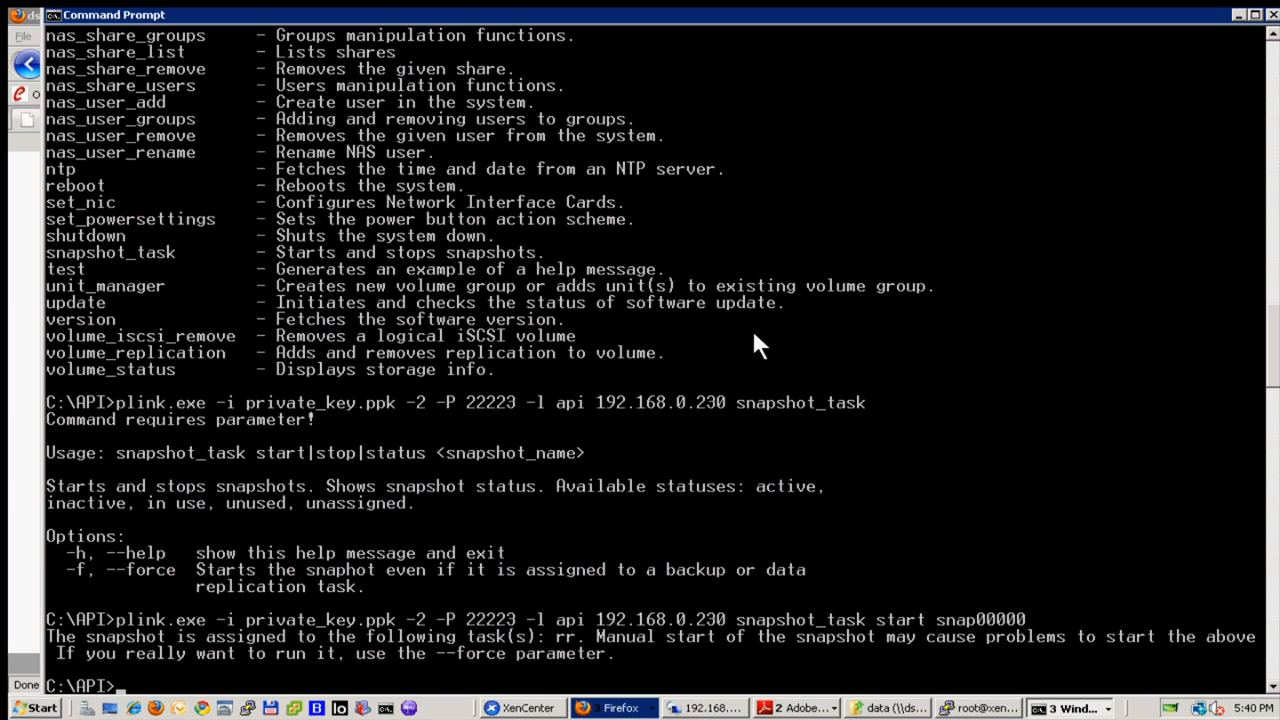 ds
Command Prompt
File
nas_share_groups - Groups manipulation functions.
nas_share_list - Lists shares
nas_share_remove - Removes the given share.
nas_share_users - Users manipulation functions.
nas_user_add - Create user in the system.
nas_user_groups - Adding and removing users to groups.
nas_user_remove - Removes the given user from the system.
nas_user_rename - Rename NAS user.
ntp - Fetches the time and date from an NTP server.
reboot - Reboots the system.
set_nic - Configures Network Interface Cards.
set_powersettings - Sets the power button action scheme.
shutdown - Shuts the system down.
snapshot_task - Starts and stops snapshots.
test - Generates an example of a help message.
unit_manager - Creates new volume group or adds unit(s) to existing volume group.
update - Initiates and checks the status of software update.
version - Fetches the software version.
volume_iscsi_remove - Removes a logical iSCSI volume
volume_replication - Adds and removes replication to volume.
volume_status - Displays storage info.
C:\API>plink.exe -i private_key.ppk -2 -P 22223 -l api 192.168.0.230 snapshot_task
Command requires parameter!
Usage: snapshot_task start|stop|status <snapshot_name>
Starts and stops snapshots. Shows snapshot status. Available statuses: active,
inactive, in use, unused, unassigned.
Options:
-h, --help show this help message and exit
-f, --force Starts the snaphot even if it is assigned to a backup or data
replication task.
C:\API>plink.exe -i private_key.ppk -2 -P 22223 -l api 192.168.0.230 snapshot_task start snap00000
The snapshot is assigned to the following task(s): rr. Manual start of the snapshot may cause problems to start the above
If you really want to run it, use the --force parameter.
C:\API>_
Done
Start
XenCenter
3 Firefox
192.168....
2 Adobe...
data (\\ds...
root@xen...
3 Wind...
5:40 PM